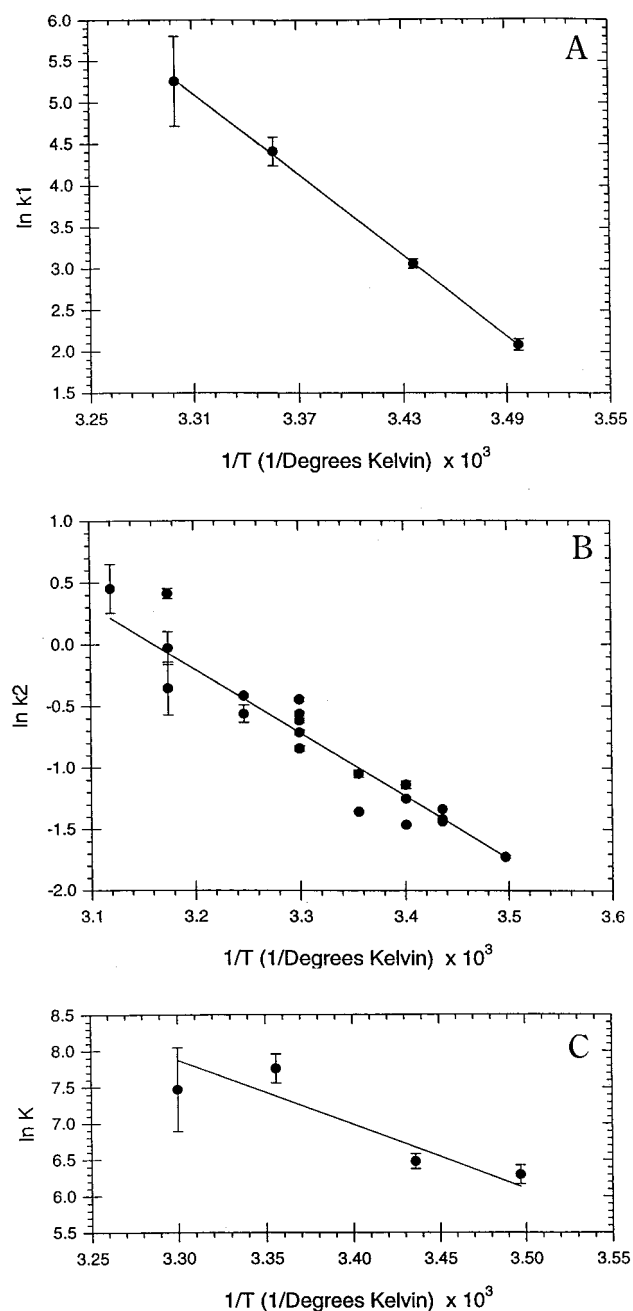 A
ln k1
6.0
5.5
5.0
4.5
4.0
3.5
3.0
2.5
2.0
1.5
3.25 3.31 3.37 3.43 3.49 3.55
1/T (1/Degrees Kelvin) x 10³
B
ln k2
1.0
0.5
0.0
-0.5
-1.0
-1.5
-2.0
3.1 3.2 3.3 3.4 3.5 3.6
1/T (1/Degrees Kelvin) x 10³
C
ln K
8.5
8.0
7.5
7.0
6.5
6.0
5.5
3.25 3.30 3.35 3.40 3.45 3.50 3.55
1/T (1/Degrees Kelvin) x 10³